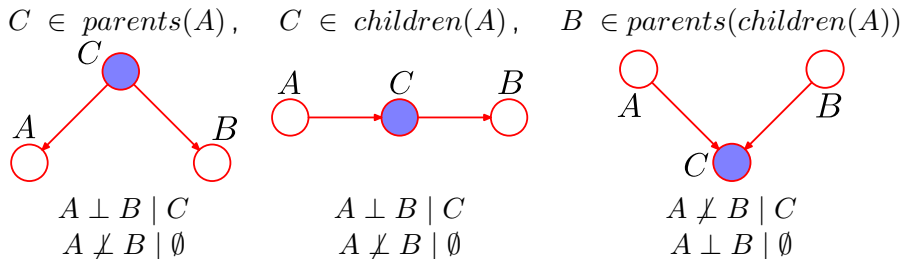 C ∈ parents(A) ,
C ∈ children(A) ,
B ∈ parents(children(A))
C
A
B
A
C
B
A
B
C
A ⊥ B | C
A ⊥̸ B | ∅
A ⊥ B | C
A ⊥̸ B | ∅
A ⊥̸ B | C
A ⊥ B | ∅